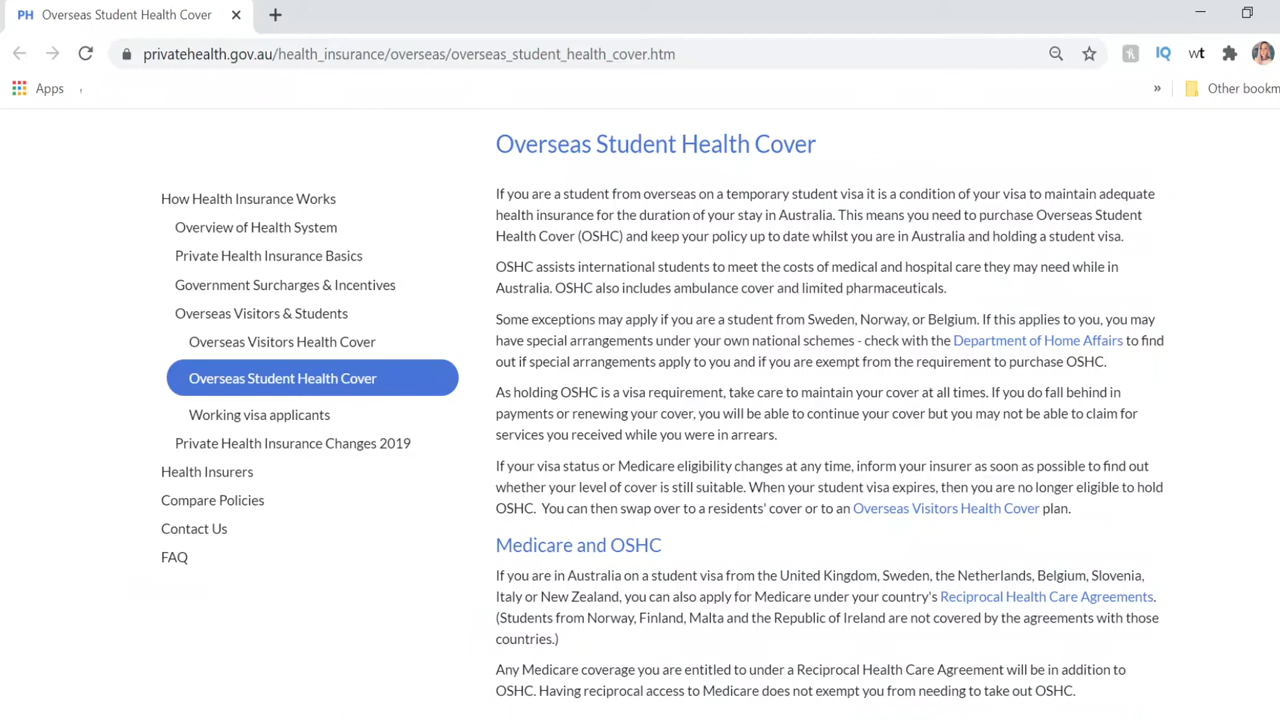 PH Overseas Student Health Cover
privatehealth.gov.au/health_insurance/overseas/overseas_student_health_cover.htm
IQ
wt
Apps
»
Other bookm
Overseas Student Health Cover
How Health Insurance Works
Overview of Health System
Private Health Insurance Basics
Government Surcharges & Incentives
Overseas Visitors & Students
Overseas Visitors Health Cover
Overseas Student Health Cover
Working visa applicants
Private Health Insurance Changes 2019
Health Insurers
Compare Policies
Contact Us
FAQ
If you are a student from overseas on a temporary student visa it is a condition of your visa to maintain adequate
health insurance for the duration of your stay in Australia. This means you need to purchase Overseas Student
Health Cover (OSHC) and keep your policy up to date whilst you are in Australia and holding a student visa.
OSHC assists international students to meet the costs of medical and hospital care they may need while in
Australia. OSHC also includes ambulance cover and limited pharmaceuticals.
Some exceptions may apply if you are a student from Sweden, Norway, or Belgium. If this applies to you, you may
have special arrangements under your own national schemes - check with the Department of Home Affairs to find
out if special arrangements apply to you and if you are exempt from the requirement to purchase OSHC.
As holding OSHC is a visa requirement, take care to maintain your cover at all times. If you do fall behind in
payments or renewing your cover, you will be able to continue your cover but you may not be able to claim for
services you received while you were in arrears.
If your visa status or Medicare eligibility changes at any time, inform your insurer as soon as possible to find out
whether your level of cover is still suitable. When your student visa expires, then you are no longer eligible to hold
OSHC. You can then swap over to a residents' cover or to an Overseas Visitors Health Cover plan.
Medicare and OSHC
If you are in Australia on a student visa from the United Kingdom, Sweden, the Netherlands, Belgium, Slovenia,
Italy or New Zealand, you can also apply for Medicare under your country's Reciprocal Health Care Agreements.
(Students from Norway, Finland, Malta and the Republic of Ireland are not covered by the agreements with those
countries.)
Any Medicare coverage you are entitled to under a Reciprocal Health Care Agreement will be in addition to
OSHC. Having reciprocal access to Medicare does not exempt you from needing to take out OSHC.